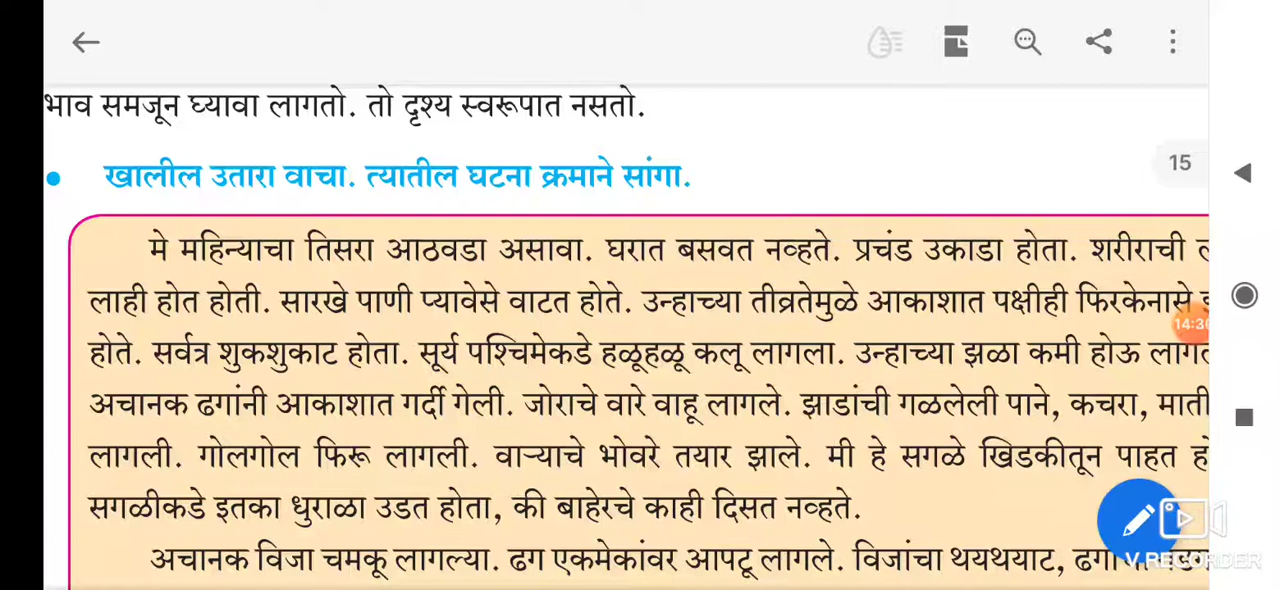 भाव समजून घ्यावा लागतो. तो दृश्य स्वरूपात नसतो.
15
• खालील उतारा वाचा. त्यातील घटना क्रमाने सांगा.
मे महिन्याचा तिसरा आठवडा असावा. घरात बसवत नव्हते. प्रचंड उकाडा होता. शरीराची
लाही होत होती. सारखे पाणी प्यावेसे वाटत होते. उन्हाच्या तीव्रतेमुळे आकाशात पक्षीही फिरकेनासे
होते. सर्वत्र शुकशुकाट होता. सूर्य पश्चिमेकडे हळूहळू कलू लागला. उन्हाच्या झळा कमी होऊ
अचानक ढगांनी आकाशात गर्दी गेली. जोराचे वारे वाहू लागले. झाडांची गळलेली पाने, कचरा, माती
लागली. गोलगोल फिरू लागली. वाऱ्याचे भोवरे तयार झाले. मी हे सगळे खिडकीतून पाहत
सगळीकडे इतका धुराळा उडत होता, की बाहेरचे काही दिसत नव्हते.
अचानक विजा चमकू लागल्या. ढग एकमेकांवर आपटू लागले. विजांचा थयथयाट,
V.RECORDER